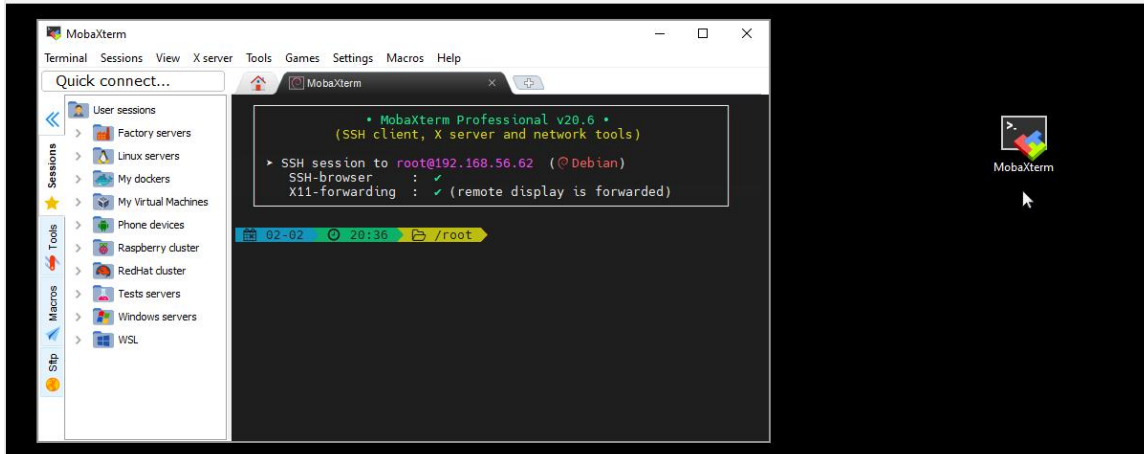 MobaXterm
Terminal Sessions View X server Tools Games Settings Macros Help
Quick connect...
MobaXterm
User sessions
Factory servers
Linux servers
My dockers
My Virtual Machines
Phone devices
Raspberry cluster
RedHat cluster
Tests servers
Windows servers
WSL
Sessions
Tools
Macros
Sftp
• MobaXterm Professional v20.6 •
(SSH client, X server and network tools)
➤ SSH session to root@192.168.56.62 (Debian)
SSH-browser : ✔
X11-forwarding : ✔ (remote display is forwarded)
02-02 20:36 /root
MobaXterm